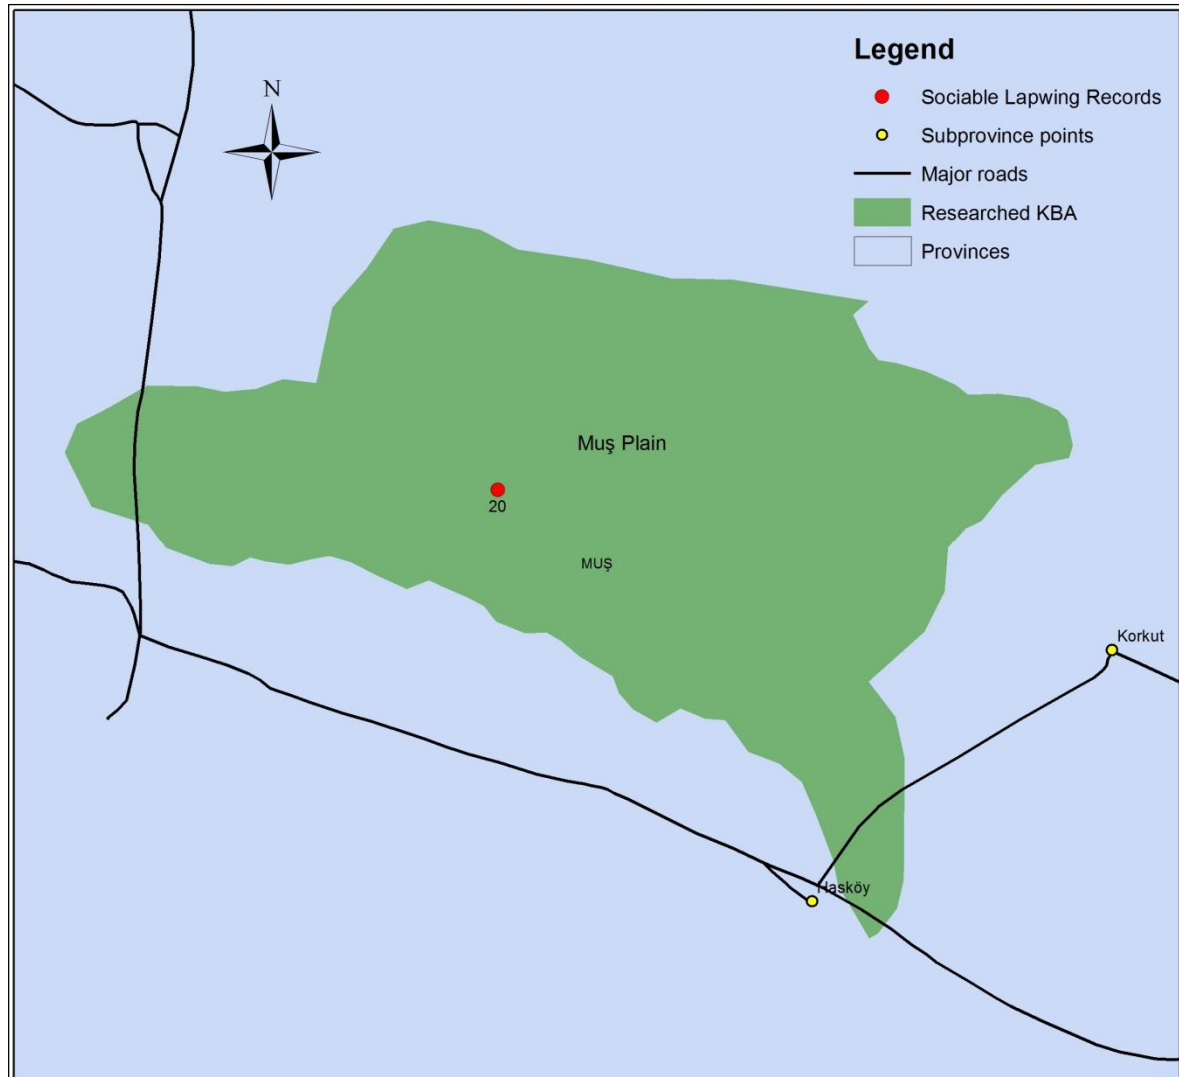 Legend
N
Sociable Lapwing Records
Subprovince points
Major roads
Researched KBA
Provinces
Muş Plain
20
MUŞ
Korkut
Hasköy